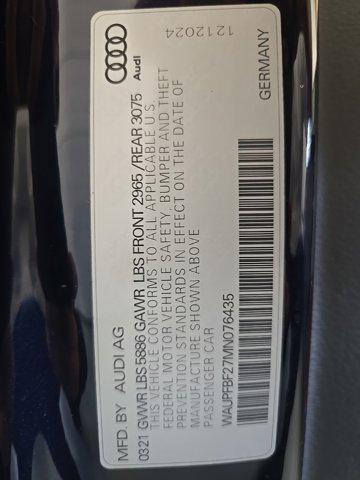 MFD. BY AUDI AG
0321 GVWR LBS 5886 GAWR LBS FRONT 2965 /REAR 3075
THIS VEHICLE CONFORMS TO ALL APPLICABLE U.S.
FEDERAL MOTOR VEHICLE SAFETY, BUMPER AND THEFT
PREVENTION STANDARDS IN EFFECT ON THE DATE OF
MANUFACTURE SHOWN ABOVE
PASSENGER CAR
WAUPFBF27MN076435
Audi
1212024
GERMANY